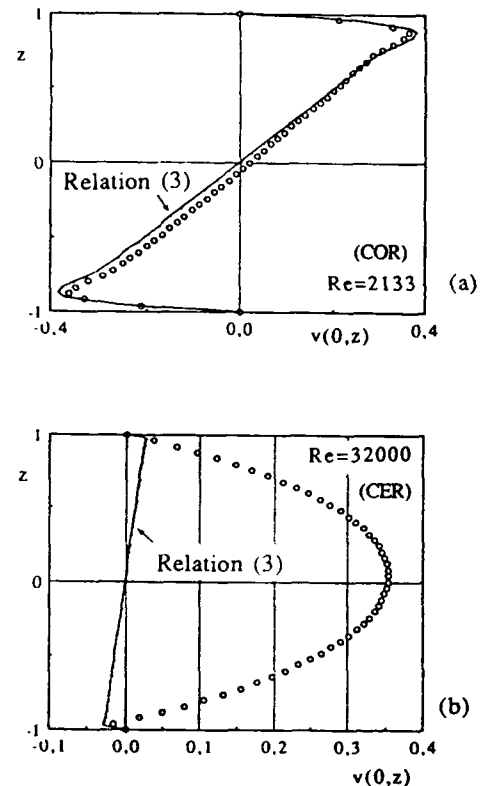 1
z
0
Relation (3)
(COR)
Re=2133
(a)
-1
-0,4
0,0
0,4
v(0,z)
1
z
Re=32000
(CER)
Relation (3)
0
(b)
-1
-0,1
0,0
0,1
0,2
0,3
0,4
v(0,z)